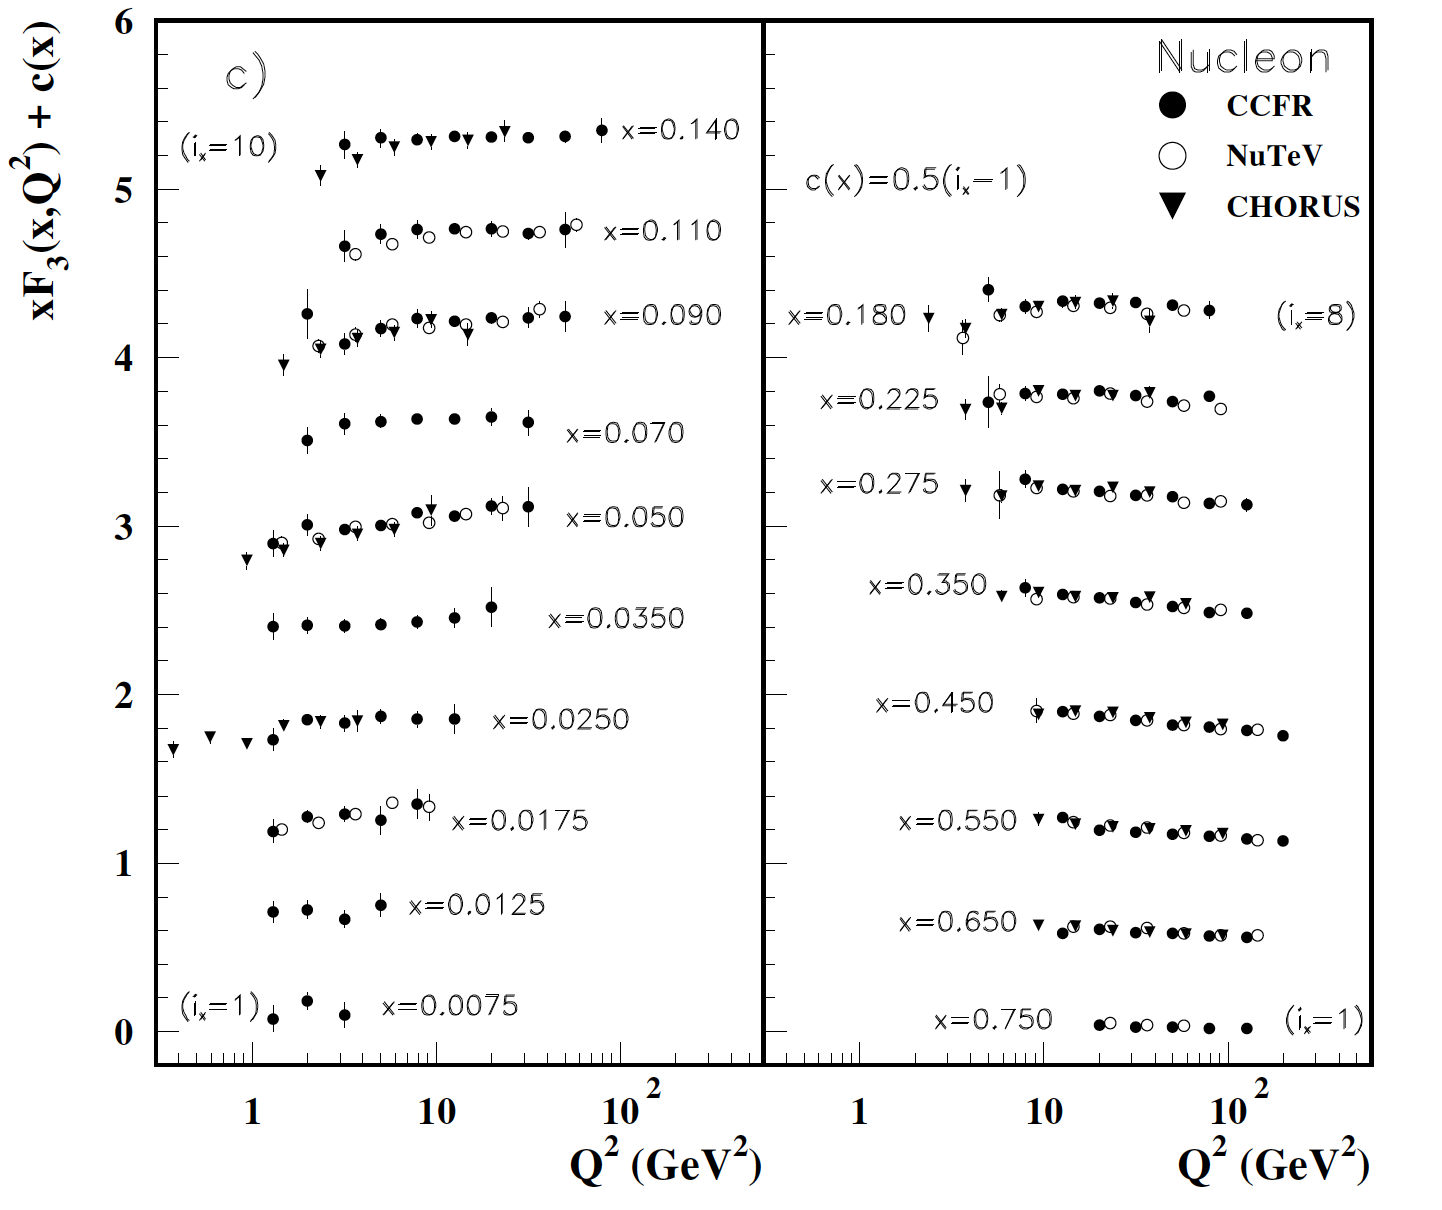 xF3(x,Q2) + c(x)
6
5
4
3
2
1
0
c)
(ix=10)
x=0.140
x=0.110
x=0.090
x=0.070
x=0.050
x=0.0350
x=0.0250
x=0.0175
x=0.0125
(ix=1)
x=0.0075
1 10 10 2
Q2 (GeV2)
Nucleon
CCFR
NuTeV
CHORUS
c(x)=0.5(ix-1)
x=0.180
(ix=8)
x=0.225
x=0.275
x=0.350
x=0.450
x=0.550
x=0.650
x=0.750
(ix=1)
1 10 10 2
Q2 (GeV2)